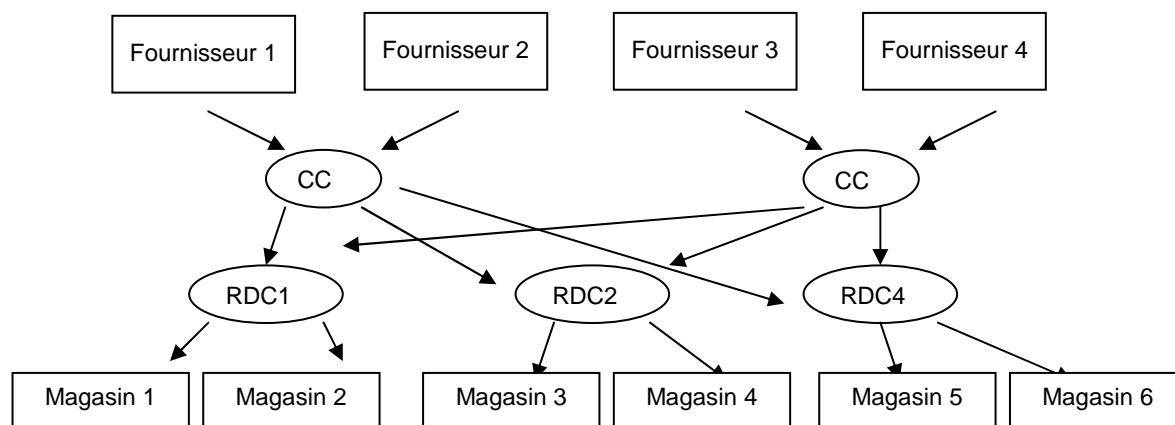 Fournisseur 1
Fournisseur 2
Fournisseur 3
Fournisseur 4
CC
CC
RDC1
RDC2
RDC4
Magasin 1
Magasin 2
Magasin 3
Magasin 4
Magasin 5
Magasin 6